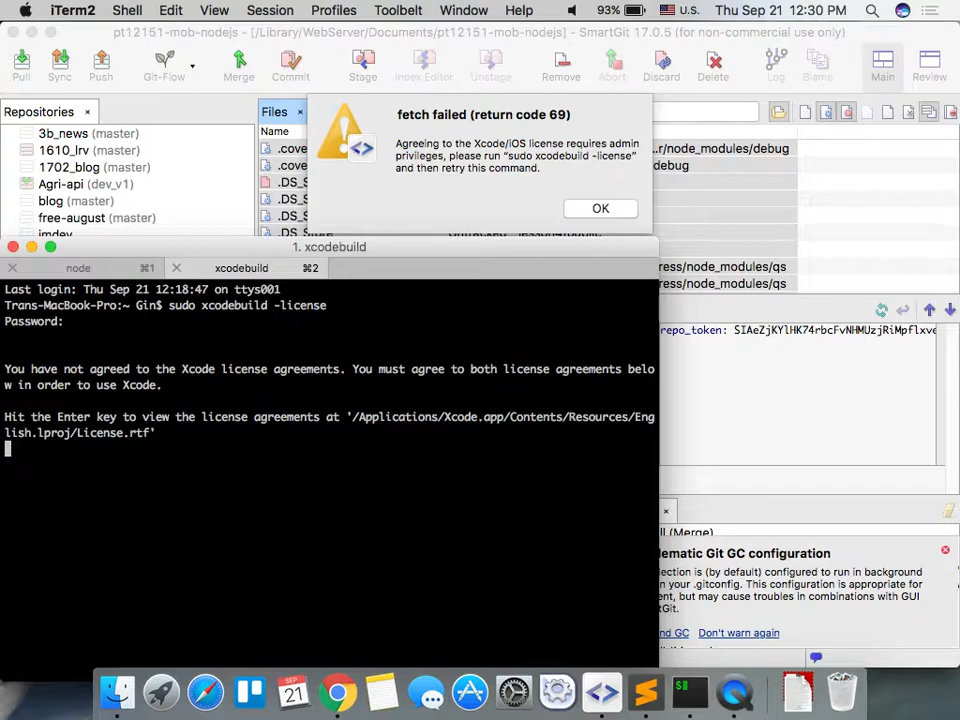 iTerm2 Shell Edit View Session Profiles Toolbelt Window Help 93% U.S. Thu Sep 21 12:30 PM
pt12151-mob-nodejs - [/Library/WebServer/Documents/pt12151-mob-nodejs] - SmartGit 17.0.5 (for non-commercial use only)
Pull Sync Push Git-Flow Merge Commit Stage Index Editor Unstage Remove Abort Discard Delete Log Blame Main Review
Repositories × Files ×
Name
3b_news (master)
1610_lrv (master)
1702_blog (master)
Agri-api (dev_v1)
blog (master)
free-august (master)
imdev
.cove
.cove
.DS_S
.DS_S
.DS_S
.DS_Store
fetch failed (return code 69)
Agreeing to the Xcode/iOS license requires admin
privileges, please run “sudo xcodebuild -license”
and then retry this command.
OK
..r/node_modules/debug
debug
ress/node_modules/qs
ress/node_modules/qs
1. xcodebuild
node ⌘1 xcodebuild ⌘2
Last login: Thu Sep 21 12:18:47 on ttys001
Trans-MacBook-Pro:~ Gin$ sudo xcodebuild -license
Password:
You have not agreed to the Xcode license agreements. You must agree to both license agreements belo
w in order to use Xcode.
Hit the Enter key to view the license agreements at '/Applications/Xcode.app/Contents/Resources/Eng
lish.lproj/License.rtf'
repo_token: SIAeZjKYlHK74rbcFvNHMUzjRiMpflxve
ll (Merge)
lematic Git GC configuration
lection is (by default) configured to run in background
n your .gitconfig. This configuration is appropriate for
ent, but may cause troubles in combinations with GUI
tGit.
nd GC Don't warn again
SEP
21